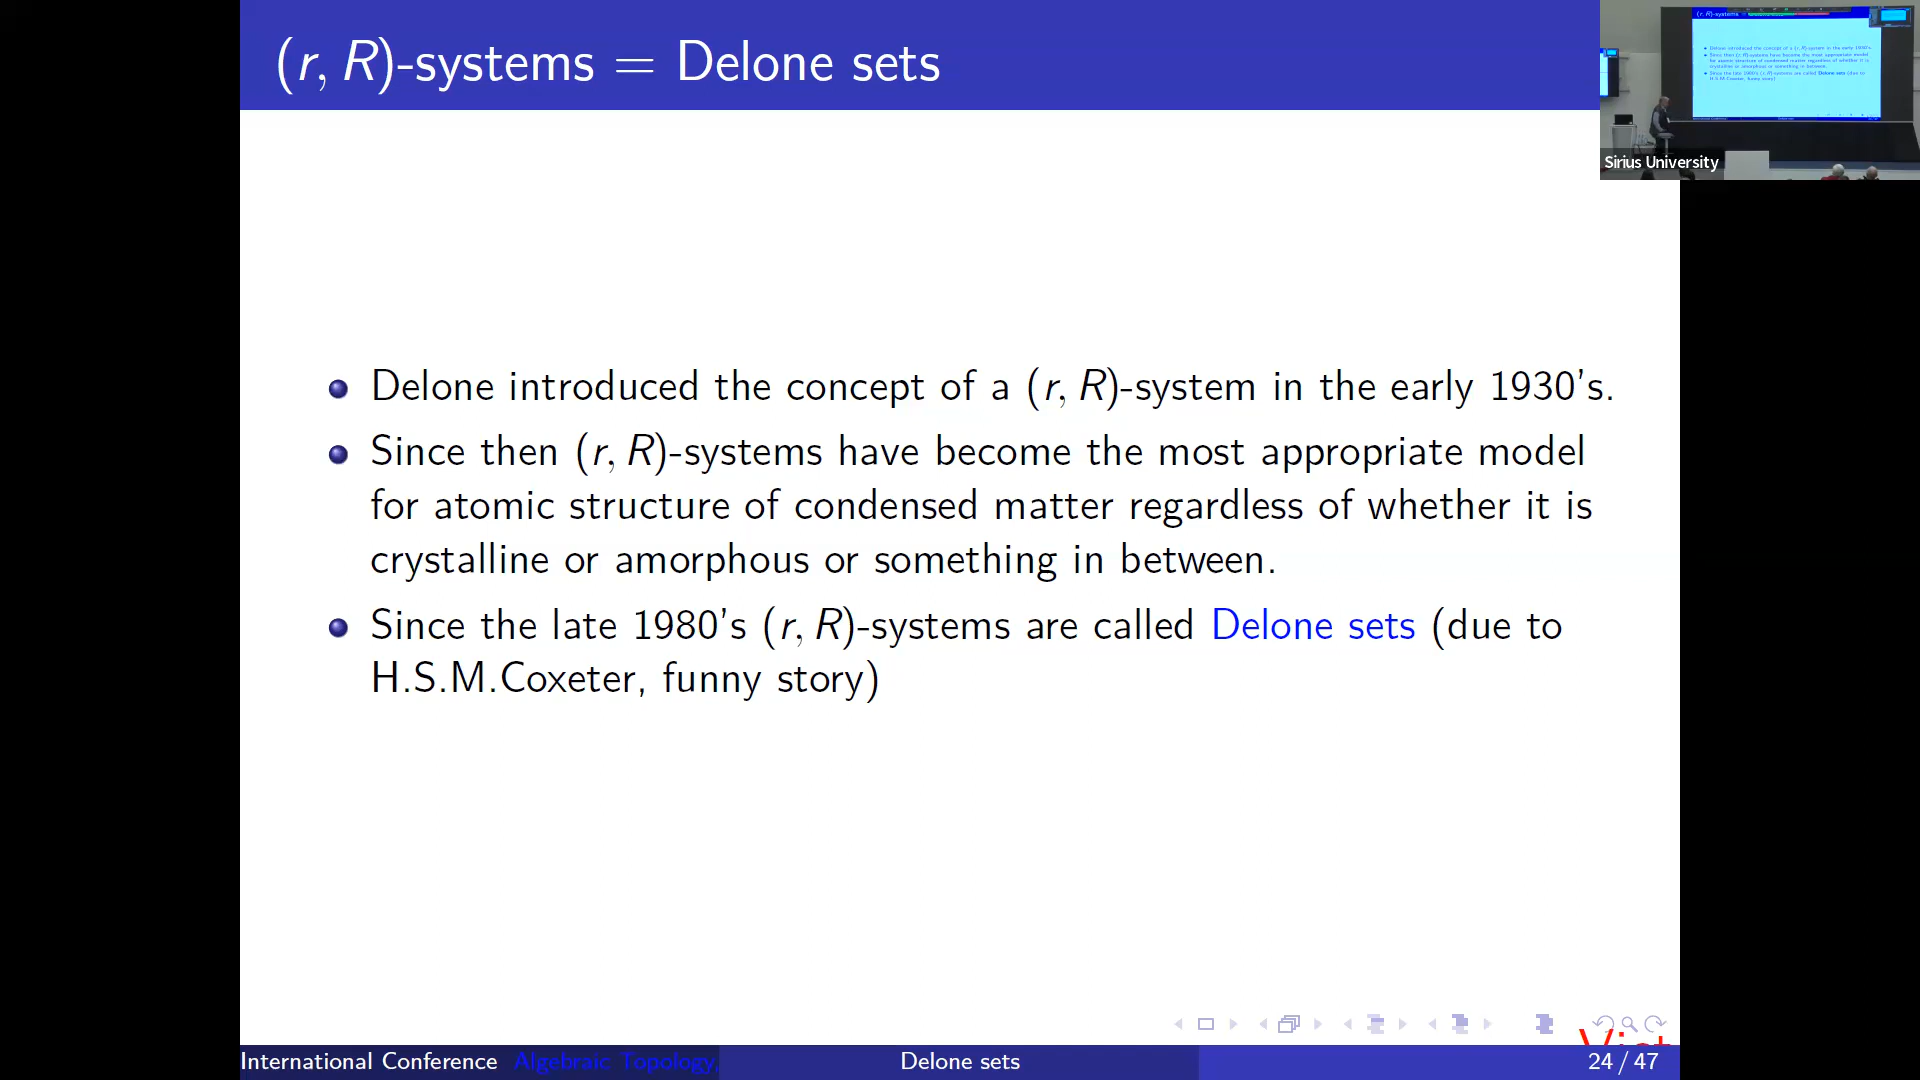 (r, R)-systems = Delone sets
Sirius University
Delone introduced the concept of a (r, R)-system in the early 1930's.
Since then (r, R)-systems have become the most appropriate model
for atomic structure of condensed matter regardless of whether it is
crystalline or amorphous or something in between.
Since the late 1980's (r, R)-systems are called Delone sets (due to
H.S.M.Coxeter, funny story)
International Conference Algebraic Topology,
Delone sets
24 / 47